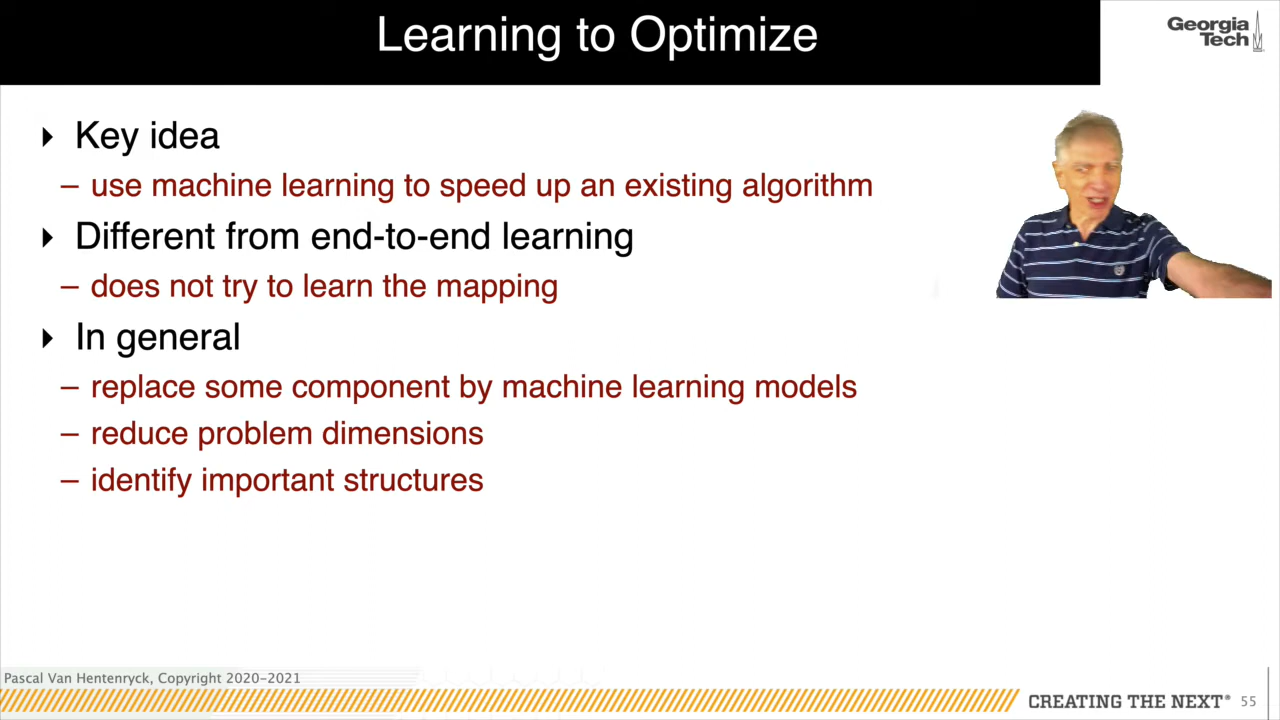 Learning to Optimize
Georgia
Tech
Key idea
– use machine learning to speed up an existing algorithm
Different from end-to-end learning
– does not try to learn the mapping
In general
– replace some component by machine learning models
– reduce problem dimensions
– identify important structures
Pascal Van Hentenryck, Copyright 2020-2021
CREATING THE NEXT® 55